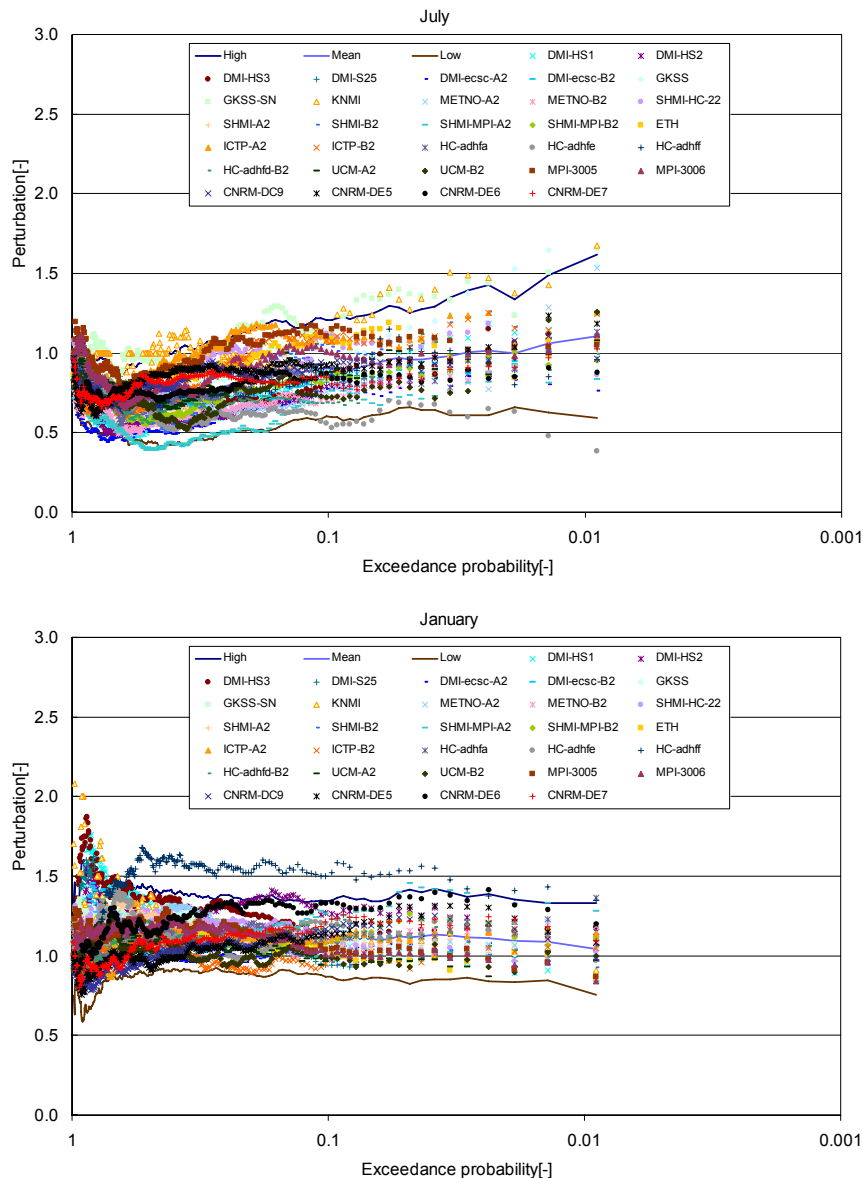 July
3.0
2.5
2.0
1.5
1.0
0.5
0.0
Perturbation[-]
High Mean Low DMI-HS1 DMI-HS2
DMI-HS3 DMI-S25 DMI-ecsc-A2 DMI-ecsc-B2 GKSS
GKSS-SN KNMI METNO-A2 METNO-B2 SHMI-HC-22
SHMI-A2 SHMI-B2 SHMI-MPI-A2 SHMI-MPI-B2 ETH
ICTP-A2 ICTP-B2 HC-adhfa HC-adhfe HC-adhff
HC-adhfd-B2 UCM-A2 UCM-B2 MPI-3005 MPI-3006
CNRM-DC9 CNRM-DE5 CNRM-DE6 CNRM-DE7
1 0.1 0.01 0.001
Exceedance probability[-]
January
3.0
2.5
2.0
1.5
1.0
0.5
0.0
Perturbation[-]
High Mean Low DMI-HS1 DMI-HS2
DMI-HS3 DMI-S25 DMI-ecsc-A2 DMI-ecsc-B2 GKSS
GKSS-SN KNMI METNO-A2 METNO-B2 SHMI-HC-22
SHMI-A2 SHMI-B2 SHMI-MPI-A2 SHMI-MPI-B2 ETH
ICTP-A2 ICTP-B2 HC-adhfa HC-adhfe HC-adhff
HC-adhfd-B2 UCM-A2 UCM-B2 MPI-3005 MPI-3006
CNRM-DC9 CNRM-DE5 CNRM-DE6 CNRM-DE7
1 0.1 0.01 0.001
Exceedance probability[-]